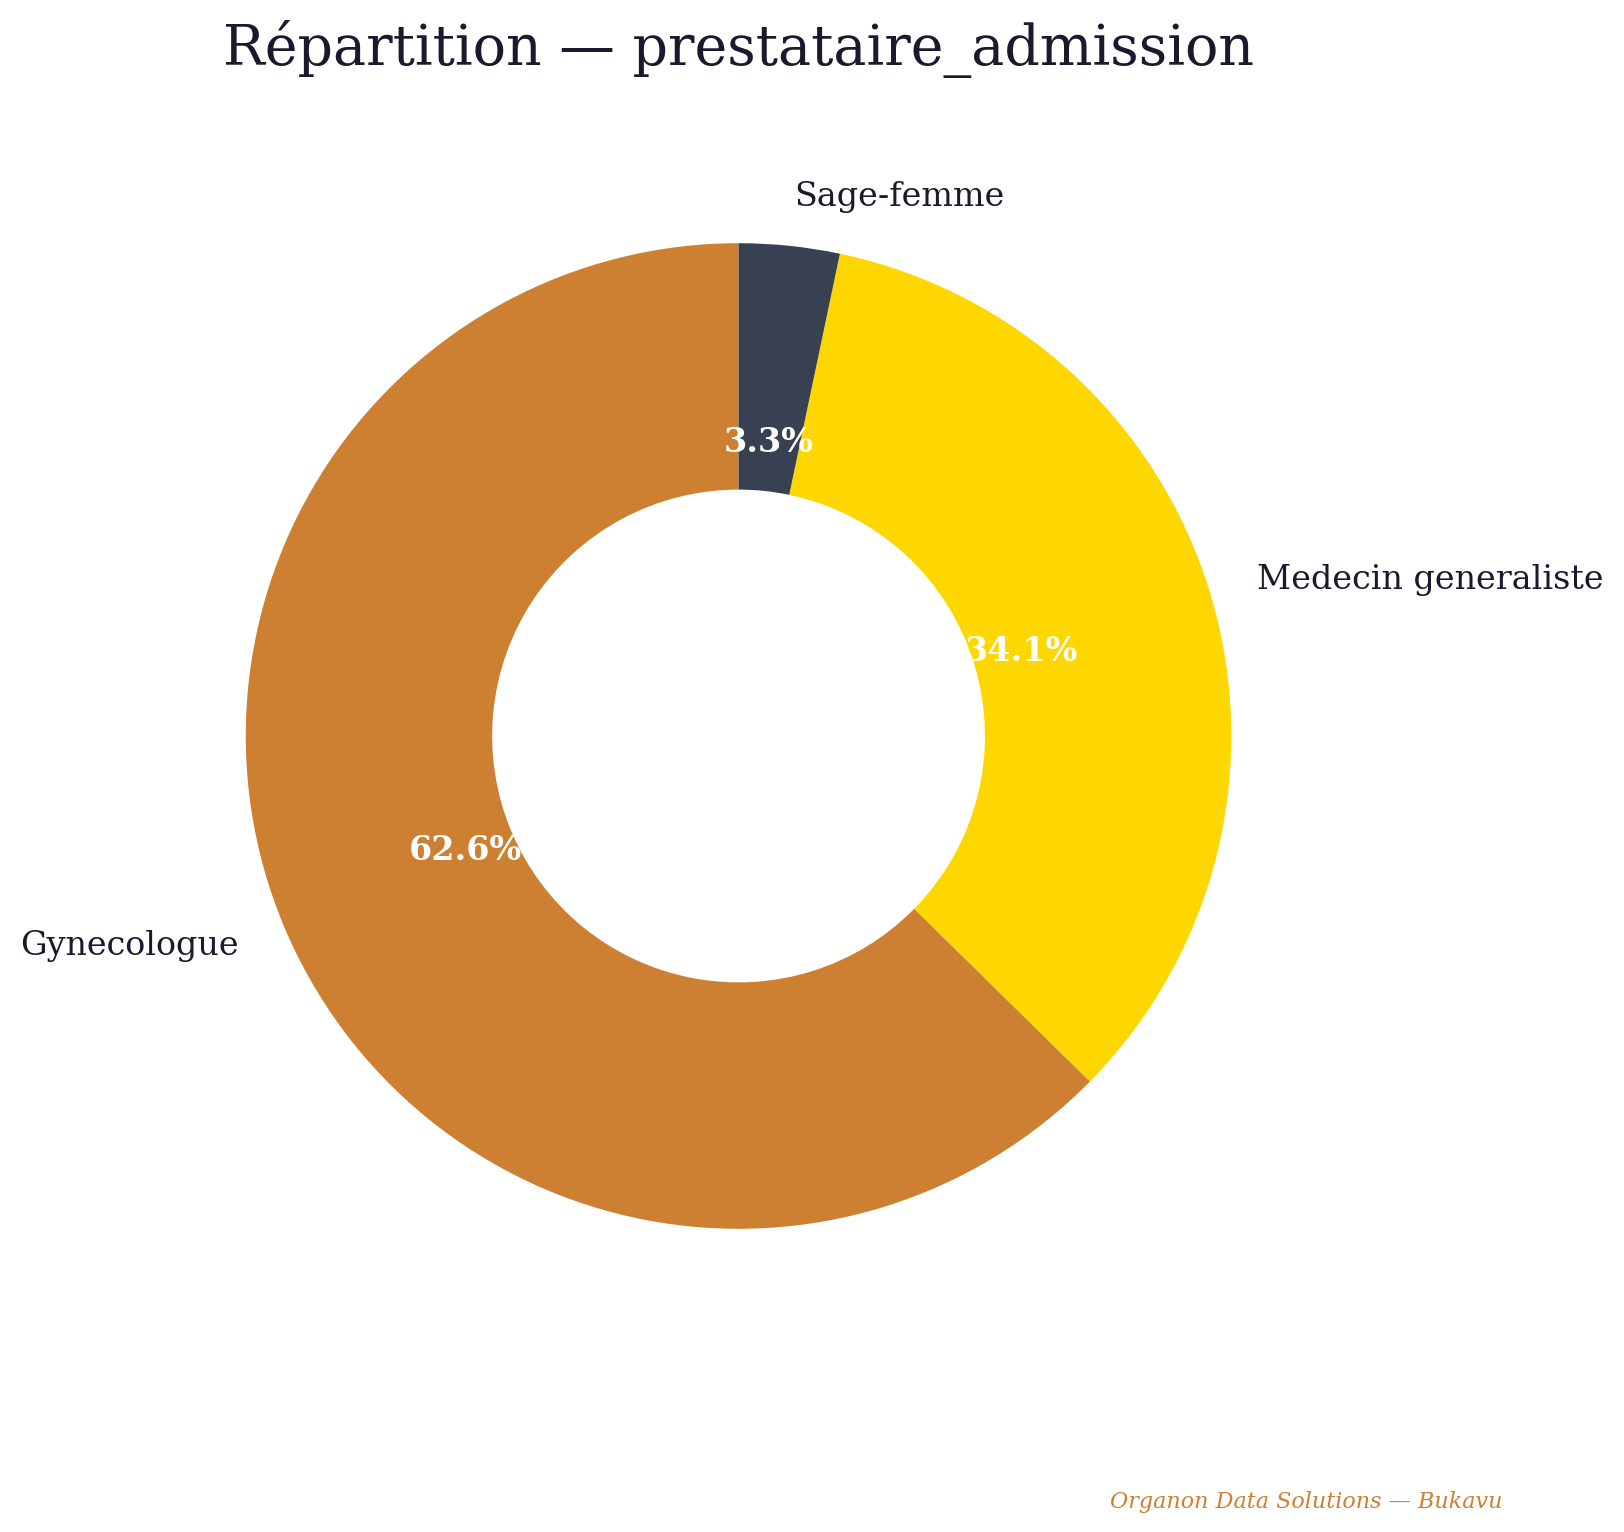 Répartition — prestataire_admission
Sage-femme
3.3%
Medecin generaliste
34.1%
62.6%
Gynecologue
Organon Data Solutions — Bukavu